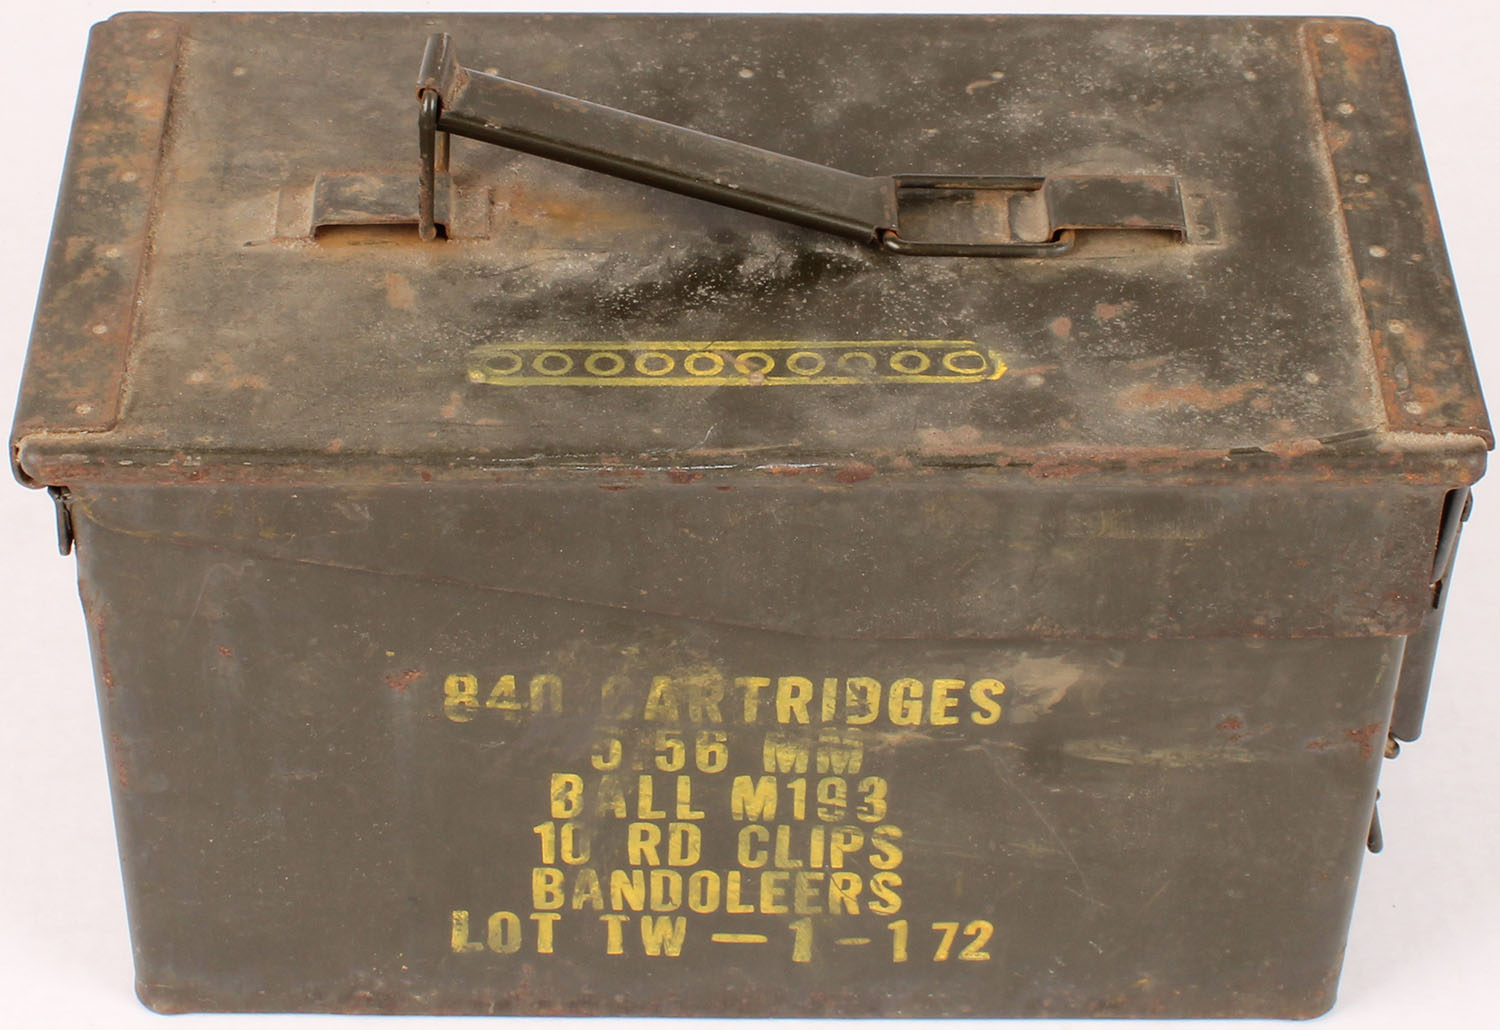 840 CARTRIDGES
5.56 MM
BALL M193
10 RD CLIPS
BANDOLEERS
LOT TW-1-172